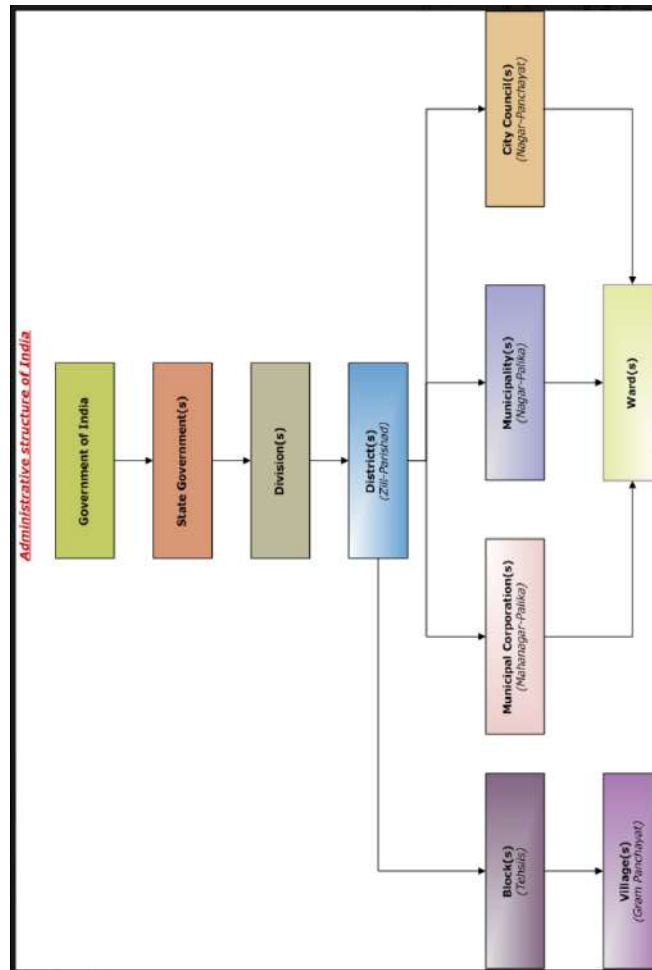 Administrative structure of India
Government of India
State Government(s)
Division(s)
District(s)
(Zill-Parishad)
Block(s)
(Tehsils)
Municipal Corporation(s)
(Mahanagar-Palika)
Municipality(s)
(Nagar-Palika)
City Council(s)
(Nagar-Panchayat)
Village(s)
(Gram Panchayat)
Ward(s)